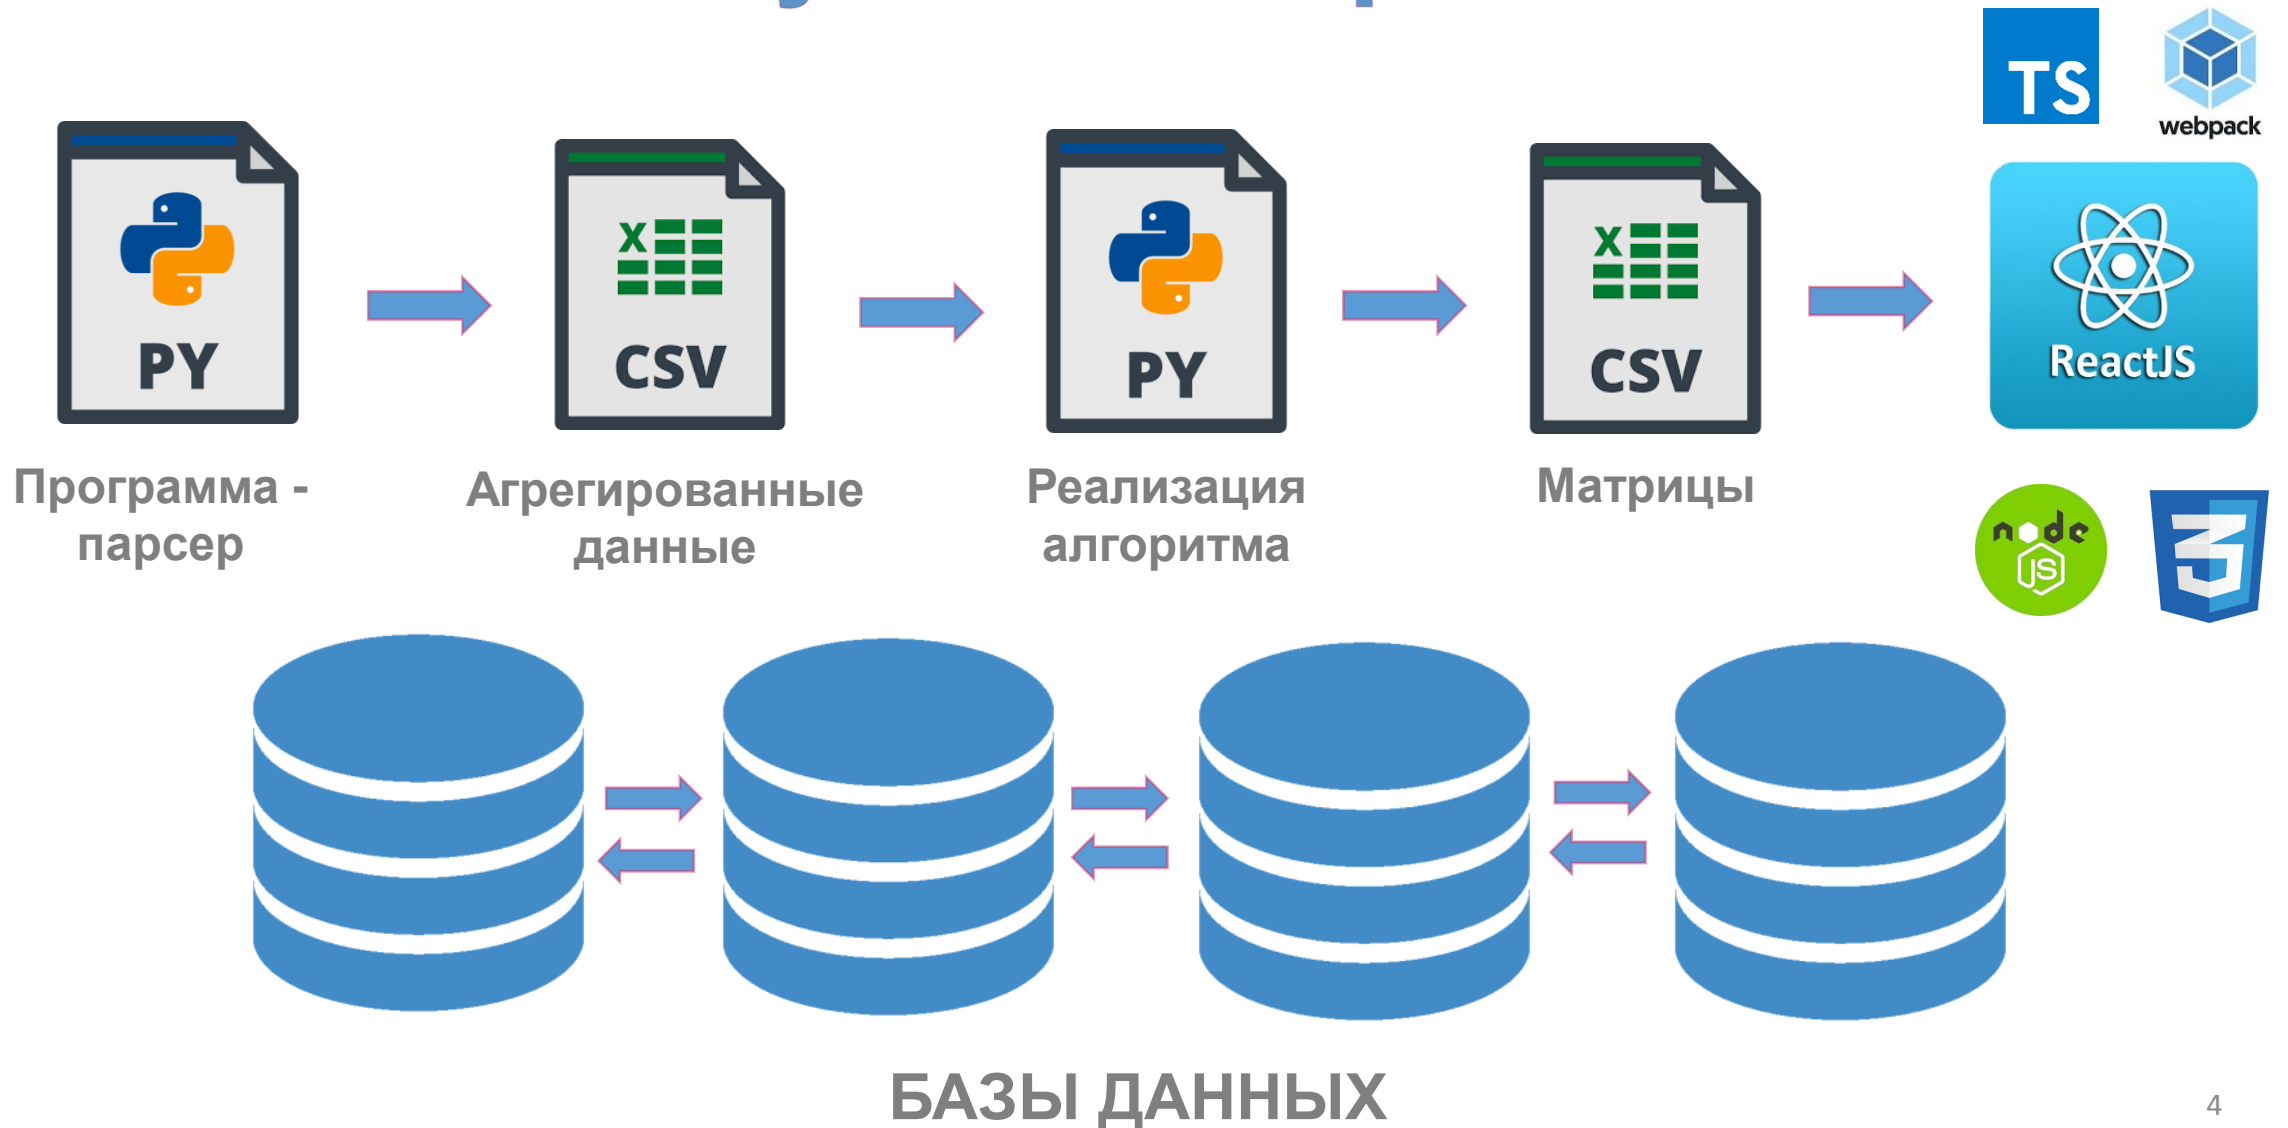 TS
webpack
PY
X
CSV
PY
X
CSV
ReactJS
Программа -
парсер
Агрегированные
данные
Реализация
алгоритма
Матрицы
node
JS
3
БАЗЫ ДАННЫХ
4